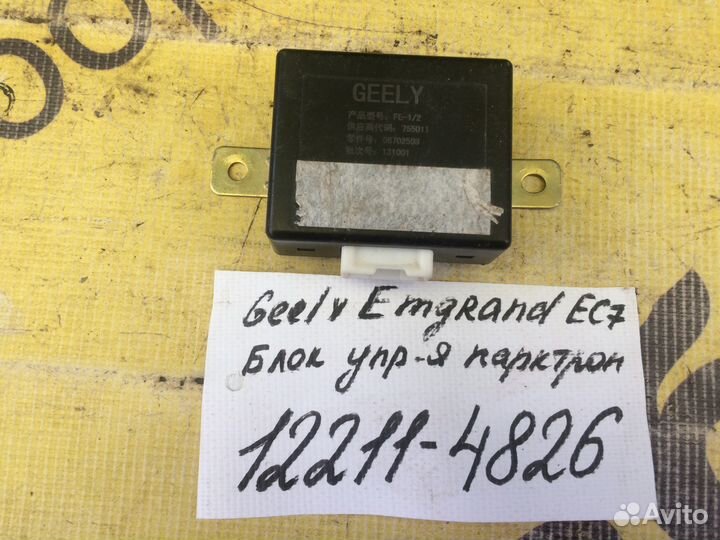 GEELY
产品型号: FE-1/2
供应商代码: 755011
零件号: 06702503
批次号: 131001
Geely Emgrand EC7
Блок упр-я парктрон
12211-4826
Avito